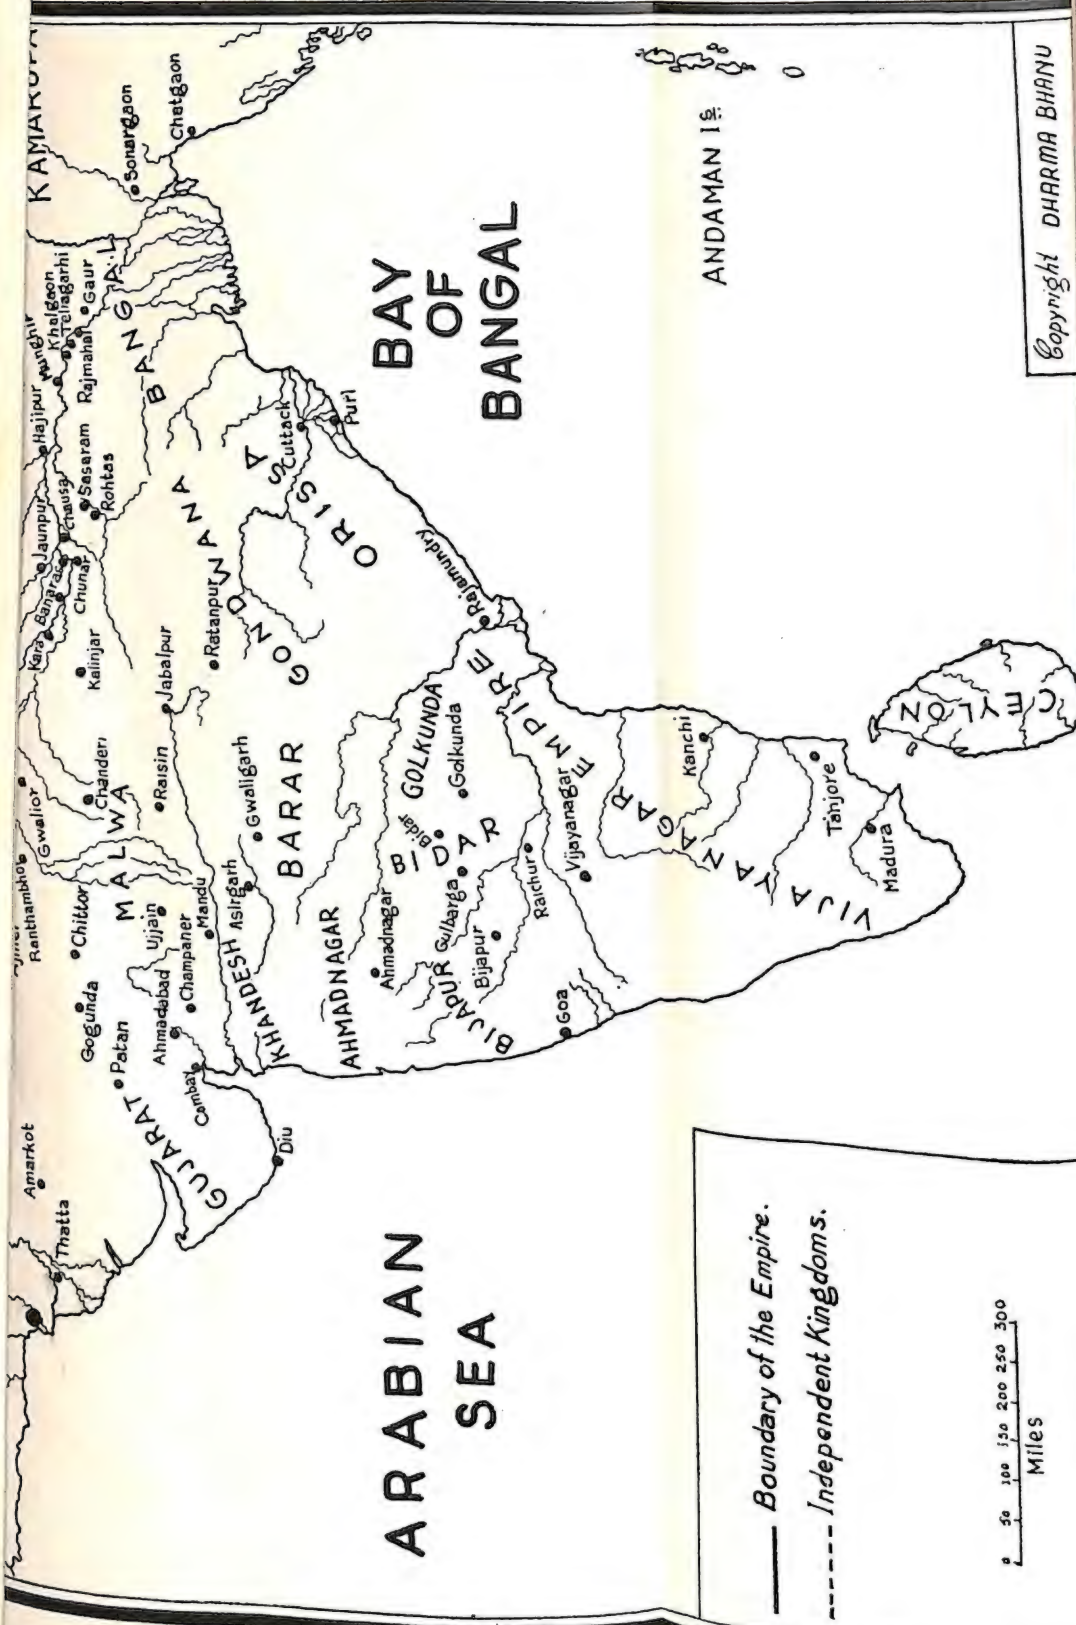 KAMARUPA
Sonargaon
Chatgaon
Hajipur
Munghir
Khalgaon
Teliagarhi
Rajmahal
Gaur
BANGAL
Jaunpur
Chausa
Sasaram
Rohtas
Kara
Banaras
Chunar
Kalinjar
Gwalior
Ranthambhor
Chanderi
Chittor
MALWA
Raisin
Jabalpur
Ratanpur
GONDWANA
ORISSA
Cuttack
Puri
Amarkot
Thatta
Gogunda
Patan
Ahmadabad
Ujjain
Champaner
Mandu
Combay
GUJARAT
Diu
KHANDESH
Asirgarh
Gwaligarh
BARAR
AHMADNAGAR
Ahmadnagar
GOLKUNDA
Golkunda
Bidar
BIDAR
Gulbarga
BIJAPUR
Bijapur
Raichur
Rajamundry
Goa
Vijayanagar
VIJAYANAGAR EMPIRE
Kanchi
Tanjore
Madura
CEYLON
ARABIAN
SEA
BAY
OF
BANGAL
ANDAMAN Is.
Boundary of the Empire.
Independent Kingdoms.
0 50 100 150 200 250 300
Miles
Copyright DHARMA BHANU